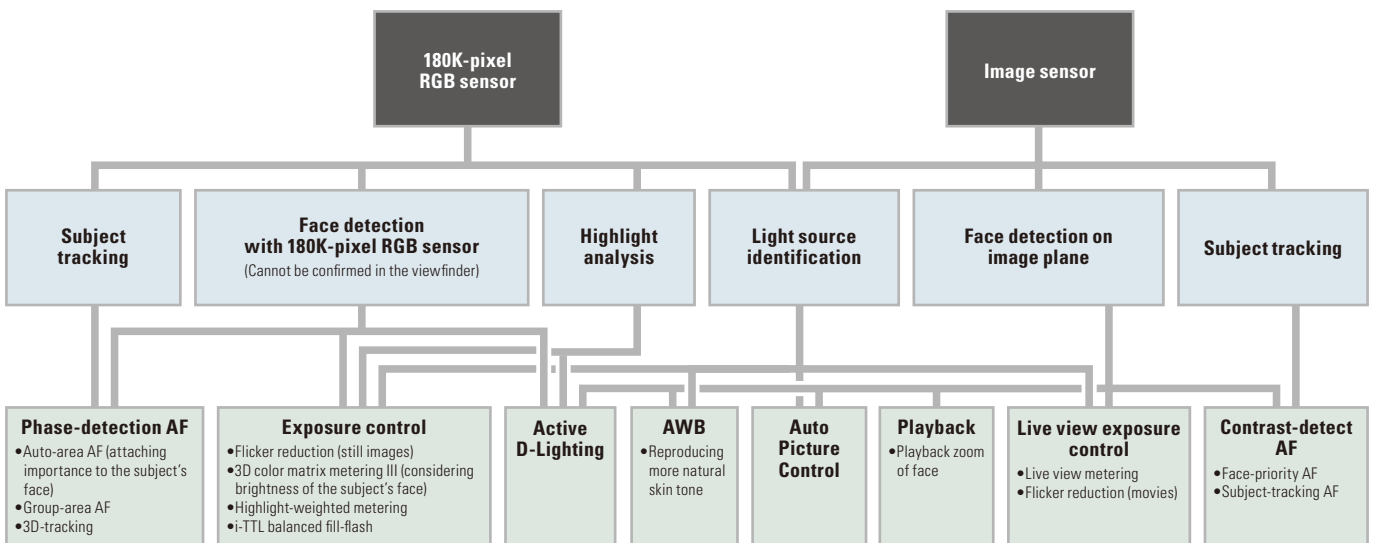 180K-pixel
RGB sensor
Image sensor
Subject
tracking
Face detection
with 180K-pixel RGB sensor
(Cannot be confirmed in the viewfinder)
Highlight
analysis
Light source
identification
Face detection on
image plane
Subject tracking
Phase-detection AF
•Auto-area AF (attaching
importance to the subject's
face)
•Group-area AF
•3D-tracking
Exposure control
•Flicker reduction (still images)
•3D color matrix metering III (considering
brightness of the subject's face)
•Highlight-weighted metering
•i-TTL balanced fill-flash
Active
D-Lighting
AWB
•Reproducing
more natural
skin tone
Auto
Picture
Control
Playback
•Playback zoom
of face
Live view exposure
control
•Live view metering
•Flicker reduction (movies)
Contrast-detect
AF
•Face-priority AF
•Subject-tracking AF